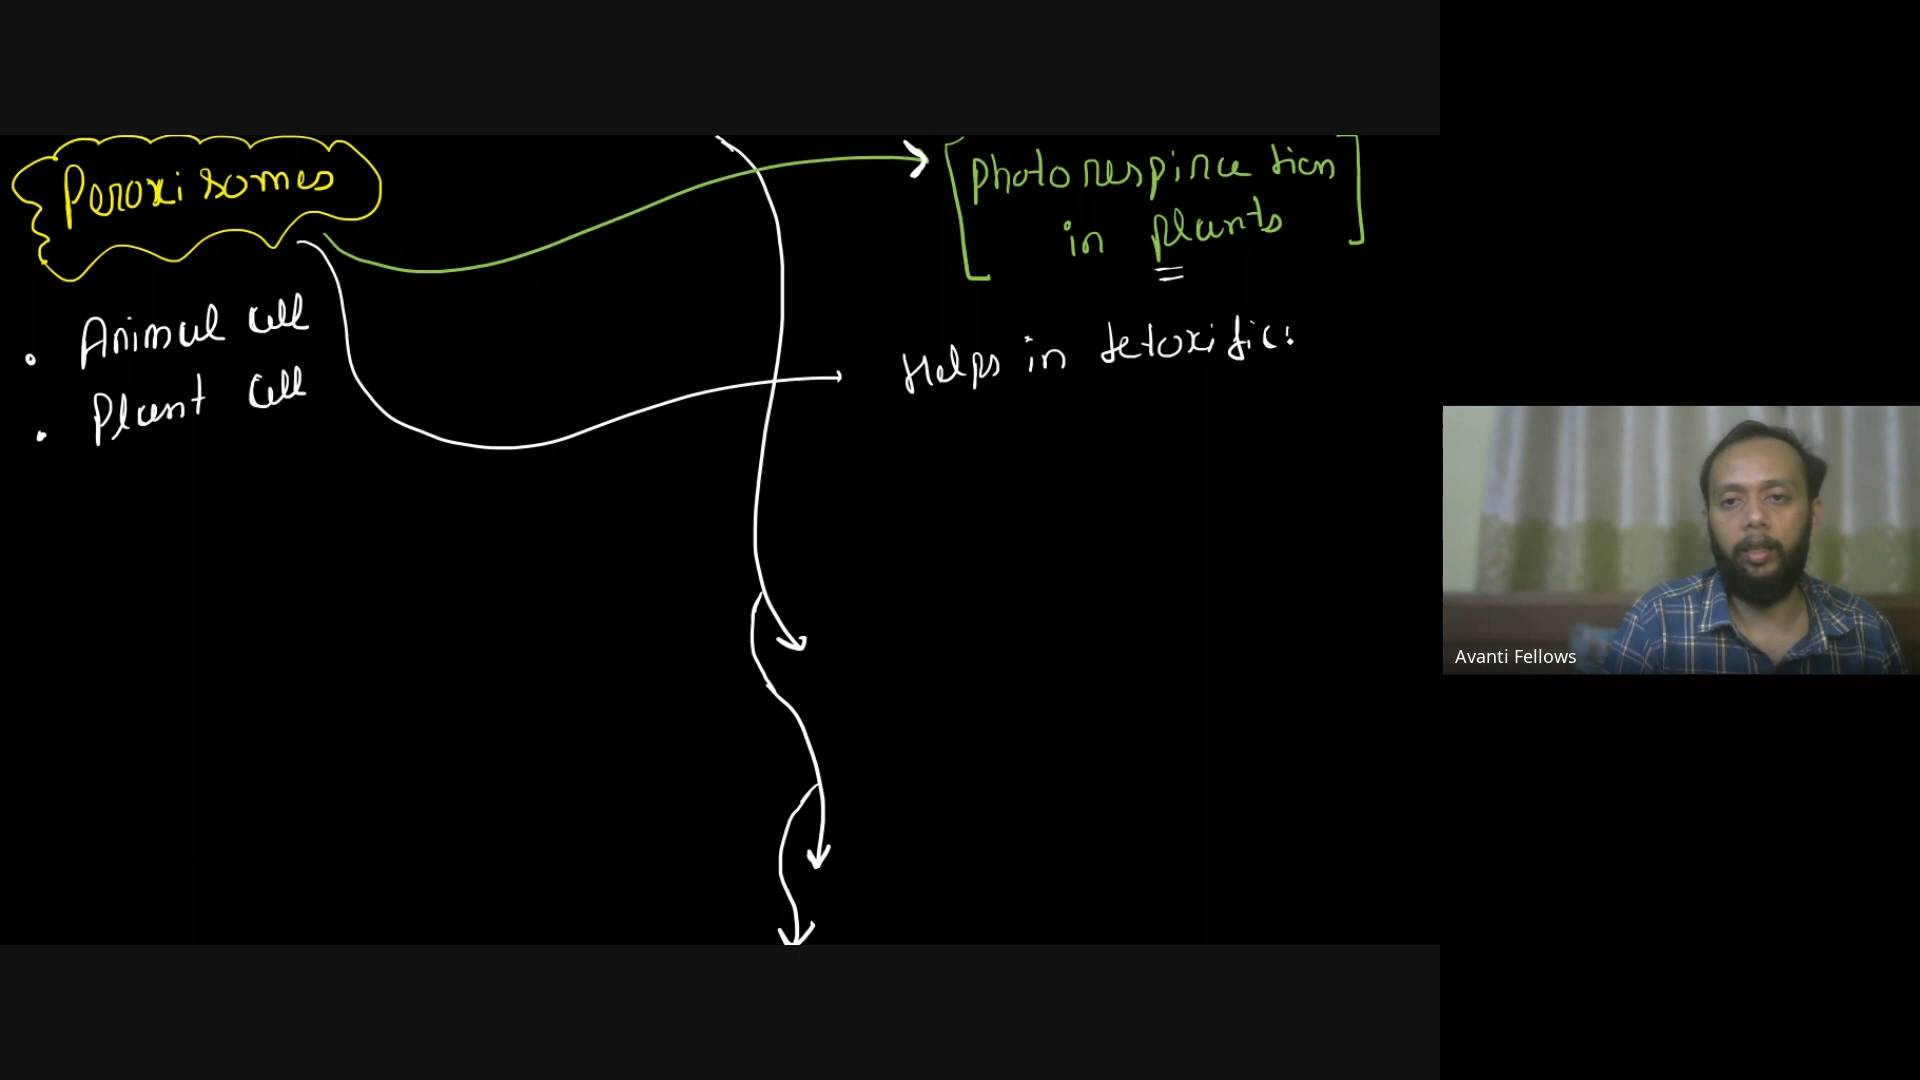 Peroxisomes
• Animal cell
• Plant cell
[photorespiration
in plants]
Helps in detoxific:
Avanti Fellows